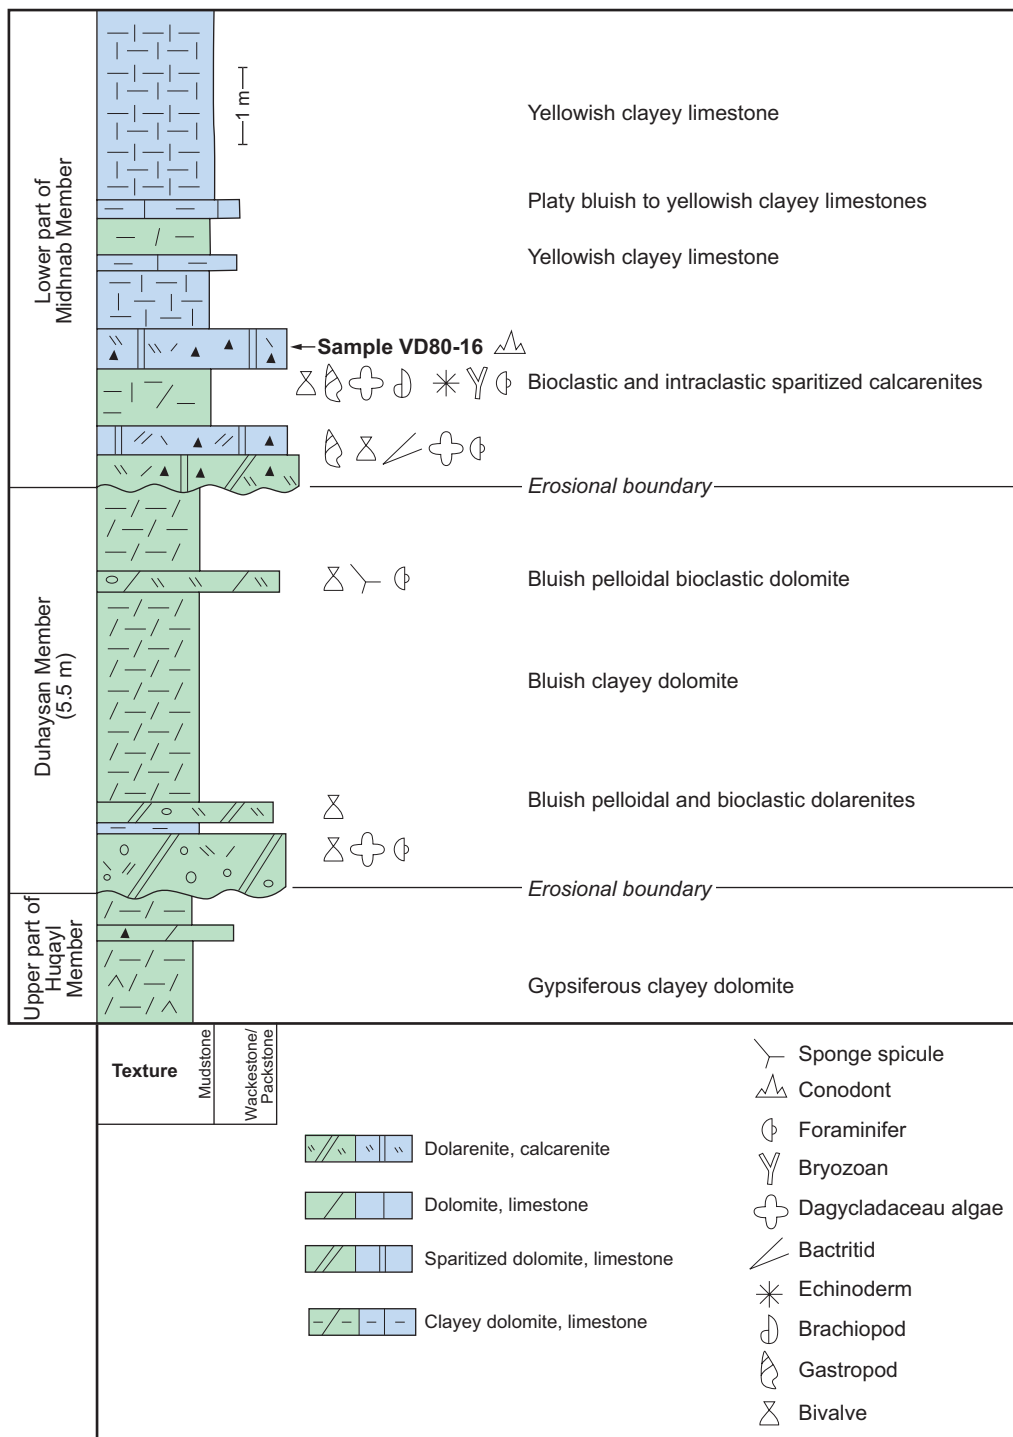 Lower part of
Midhnab Member
1 m
Yellowish clayey limestone
Platy bluish to yellowish clayey limestones
Yellowish clayey limestone
Sample VD80-16
Bioclastic and intraclastic sparitized calcarenites
Erosional boundary
Duhaysan Member
(5.5 m)
Bluish pelloidal bioclastic dolomite
Bluish clayey dolomite
Bluish pelloidal and bioclastic dolarenites
Erosional boundary
Upper part of
Huqayl
Member
Gypsiferous clayey dolomite
Texture
Mudstone
Wackestone/
Packstone
Dolarenite, calcarenite
Dolomite, limestone
Sparitized dolomite, limestone
Clayey dolomite, limestone
Sponge spicule
Conodont
Foraminifer
Bryozoan
Dagycladaceau algae
Bactritid
Echinoderm
Brachiopod
Gastropod
Bivalve